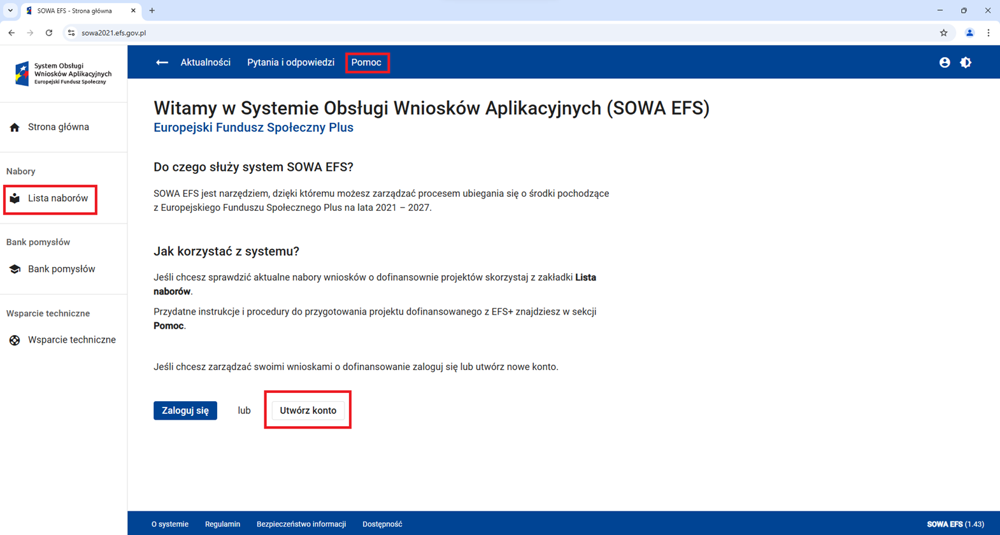 SOWA EFS - Strona główna
sowa2021.efs.gov.pl
System Obsługi
Wniosków Aplikacyjnych
Europejski Fundusz Społeczny
Aktualności Pytania i odpowiedzi Pomoc
Strona główna
Nabory
Lista naborów
Bank pomysłów
Bank pomysłów
Wsparcie techniczne
Wsparcie techniczne
Witamy w Systemie Obsługi Wniosków Aplikacyjnych (SOWA EFS)
Europejski Fundusz Społeczny Plus
Do czego służy system SOWA EFS?
SOWA EFS jest narzędziem, dzięki któremu możesz zarządzać procesem ubiegania się o środki pochodzące
z Europejskiego Funduszu Społecznego Plus na lata 2021 – 2027.
Jak korzystać z systemu?
Jeśli chcesz sprawdzić aktualne nabory wniosków o dofinansownie projektów skorzystaj z zakładki Lista
naborów.
Przydatne instrukcje i procedury do przygotowania projektu dofinansowanego z EFS+ znajdziesz w sekcji
Pomoc.
Jeśli chcesz zarządzać swoimi wnioskami o dofinansowanie zaloguj się lub utwórz nowe konto.
Zaloguj się lub Utwórz konto
O systemie Regulamin Bezpieczeństwo informacji Dostępność SOWA EFS (1.43)